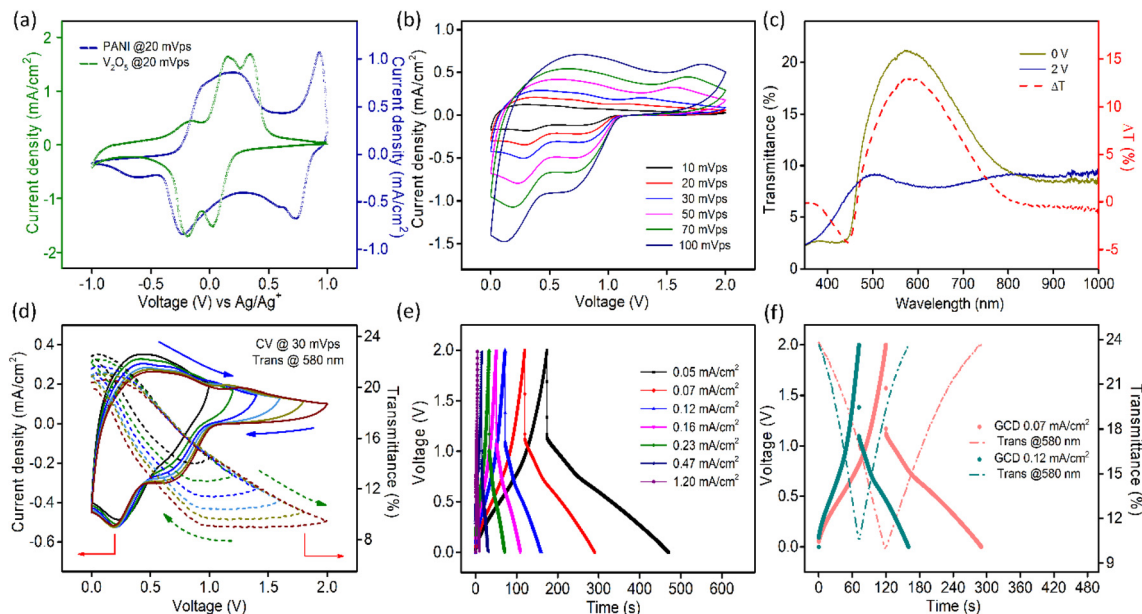 (a)
PANI @20 mVps
V₂O₅ @20 mVps
Current density (mA/cm²)
2
1
0
-1
-2
Current density (mA/cm²)
1.0
0.5
0.0
0.5
1.0
-1.0 -0.5 0.0 0.5 1.0
Voltage (V) vs Ag/Ag⁺
(b)
Current density (mA/cm²)
1.0
0.5
0.0
-0.5
-1.0
-1.5
10 mVps
20 mVps
30 mVps
50 mVps
70 mVps
100 mVps
0.0 0.5 1.0 1.5 2.0
Voltage (V)
(c)
0 V
2 V
ΔT
Transmittance (%)
20
15
10
5
0
ΔT (%)
15
10
5
0
-5
400 500 600 700 800 900 1000
Wavelength (nm)
(d)
CV @ 30 mVps
Trans @ 580 nm
Current density (mA/cm²)
0.4
0.2
0.0
-0.2
-0.4
-0.6
Transmittance (%)
24
20
16
12
8
0.0 0.5 1.0 1.5 2.0
Voltage (V)
(e)
Voltage (V)
2.0
1.5
1.0
0.5
0.0
0.05 mA/cm²
0.07 mA/cm²
0.12 mA/cm²
0.16 mA/cm²
0.23 mA/cm²
0.47 mA/cm²
1.20 mA/cm²
0 100 200 300 400 500 600
Time (s)
(f)
Voltage (V)
2.0
1.5
1.0
0.5
0.0
GCD 0.07 mA/cm²
Trans @580 nm
GCD 0.12 mA/cm²
Trans @580 nm
Transmittance (%)
24
21
18
15
12
9
0 60 120 180 240 300 360 420 480
Time (s)